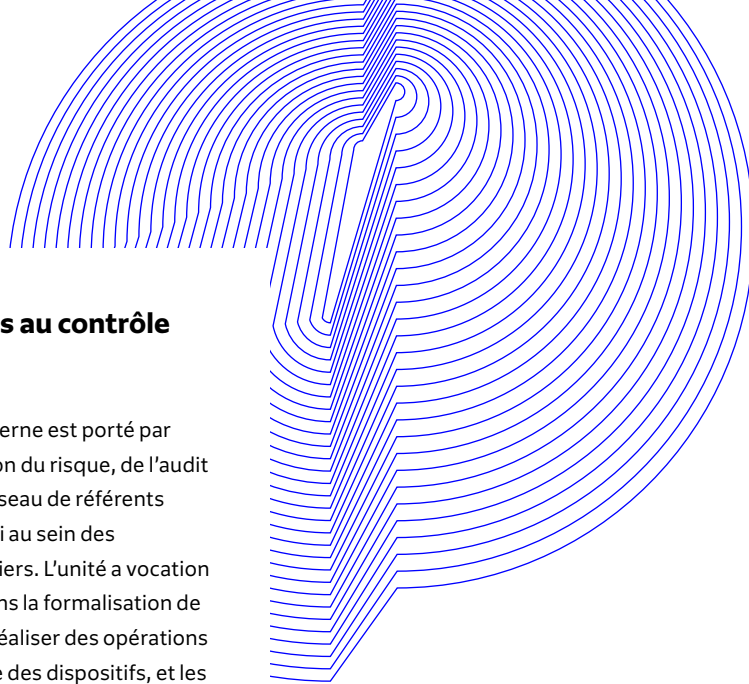 s au contrôle
erne est porté par
on du risque, de l'audit
seau de référents
i au sein des
iers. L'unité a vocation
ns la formalisation de
éaliser des opérations
e des dispositifs, et les